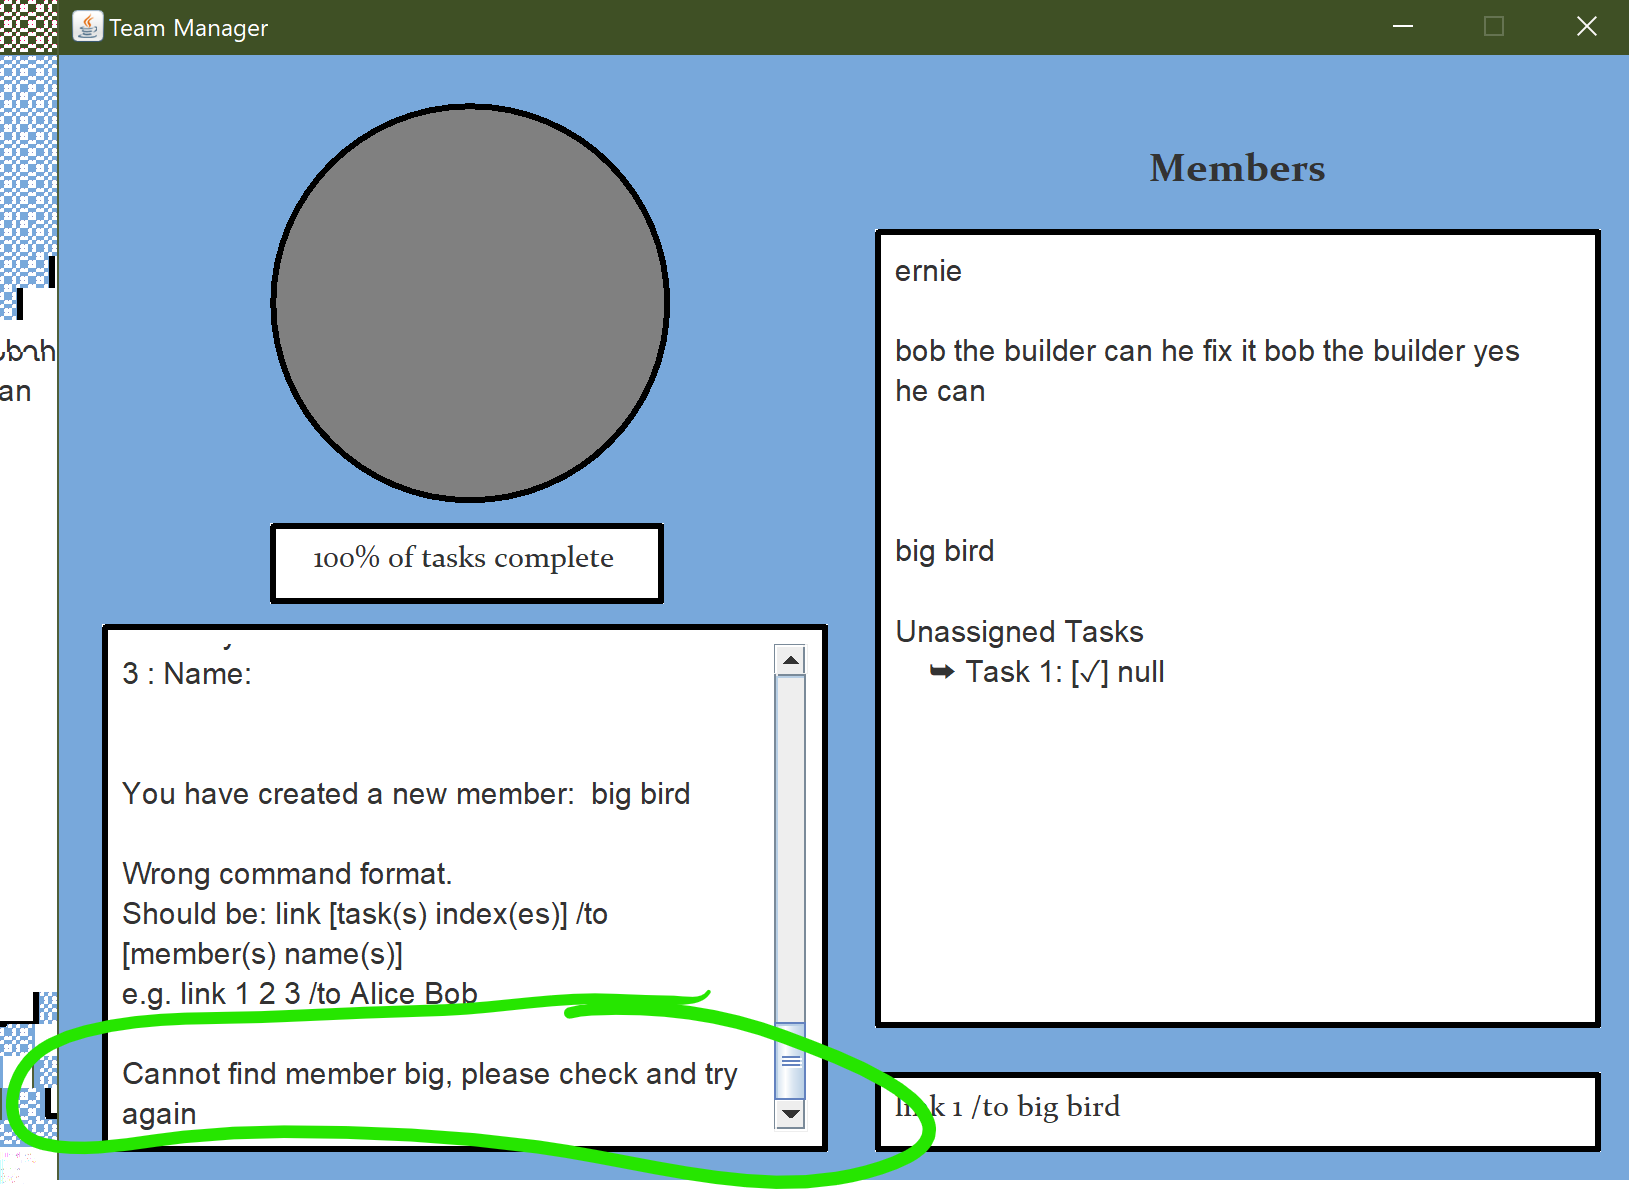 Team Manager
100% of tasks complete
3 : Name:
You have created a new member:  big bird
Wrong command format.
Should be: link [task(s) index(es)] /to
[member(s) name(s)]
e.g. link 1 2 3 /to Alice Bob
Cannot find member big, please check and try
again
Members
ernie
bob the builder can he fix it bob the builder yes
he can
big bird
Unassigned Tasks
➥ Task 1: [✓] null
link 1 /to big bird
an